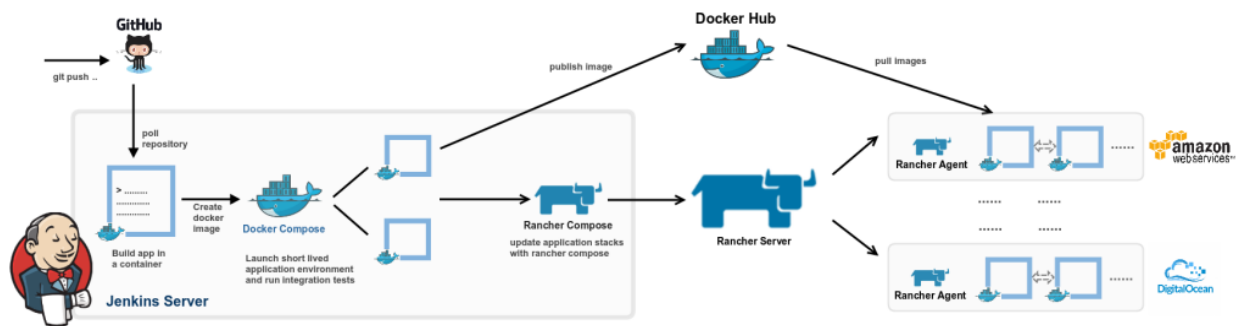 GitHub
git push ..
poll
repository
> .........
.............
.............
Build app in
a container
Jenkins Server
Create
docker
image
Docker Compose
Launch short lived
application environment
and run integration tests
publish image
Docker Hub
pull images
Rancher Compose
update application stacks
with rancher compose
Rancher Server
Rancher Agent
......
amazon
webservices
...... ......
...... ......
Rancher Agent
......
DigitalOcean